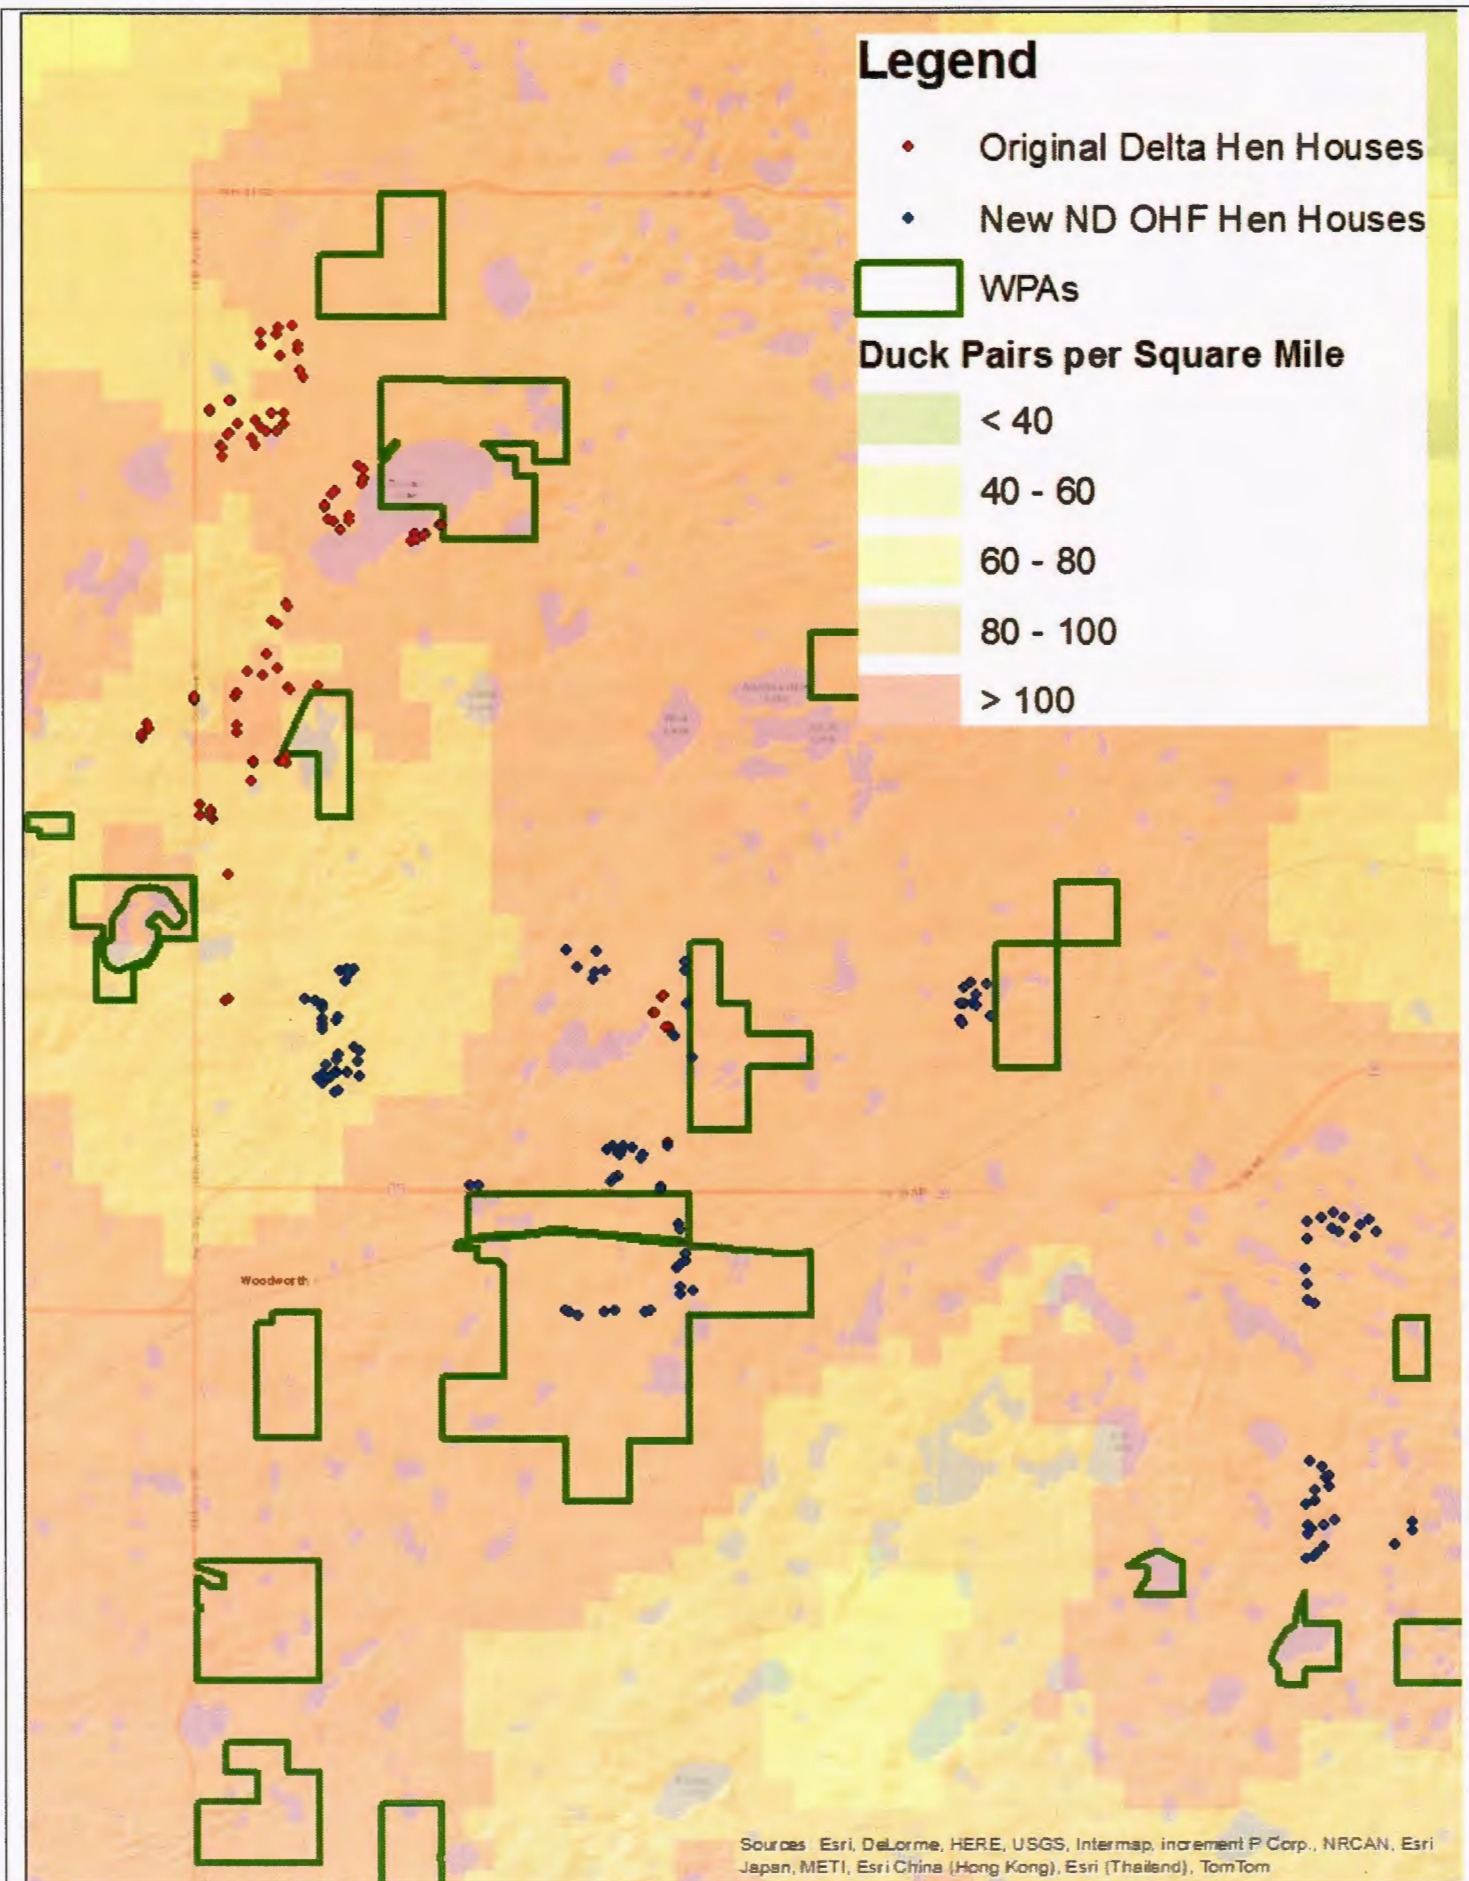 Legend
Original Delta Hen Houses
New ND OHF Hen Houses
WPAs
Duck Pairs per Square Mile
< 40
40 - 60
60 - 80
80 - 100
> 100
Woodworth
Sources: Esri, DeLorme, HERE, USGS, Intermap, increment P Corp., NRCAN, Esri
Japan, METI, Esri China (Hong Kong), Esri (Thailand), TomTom